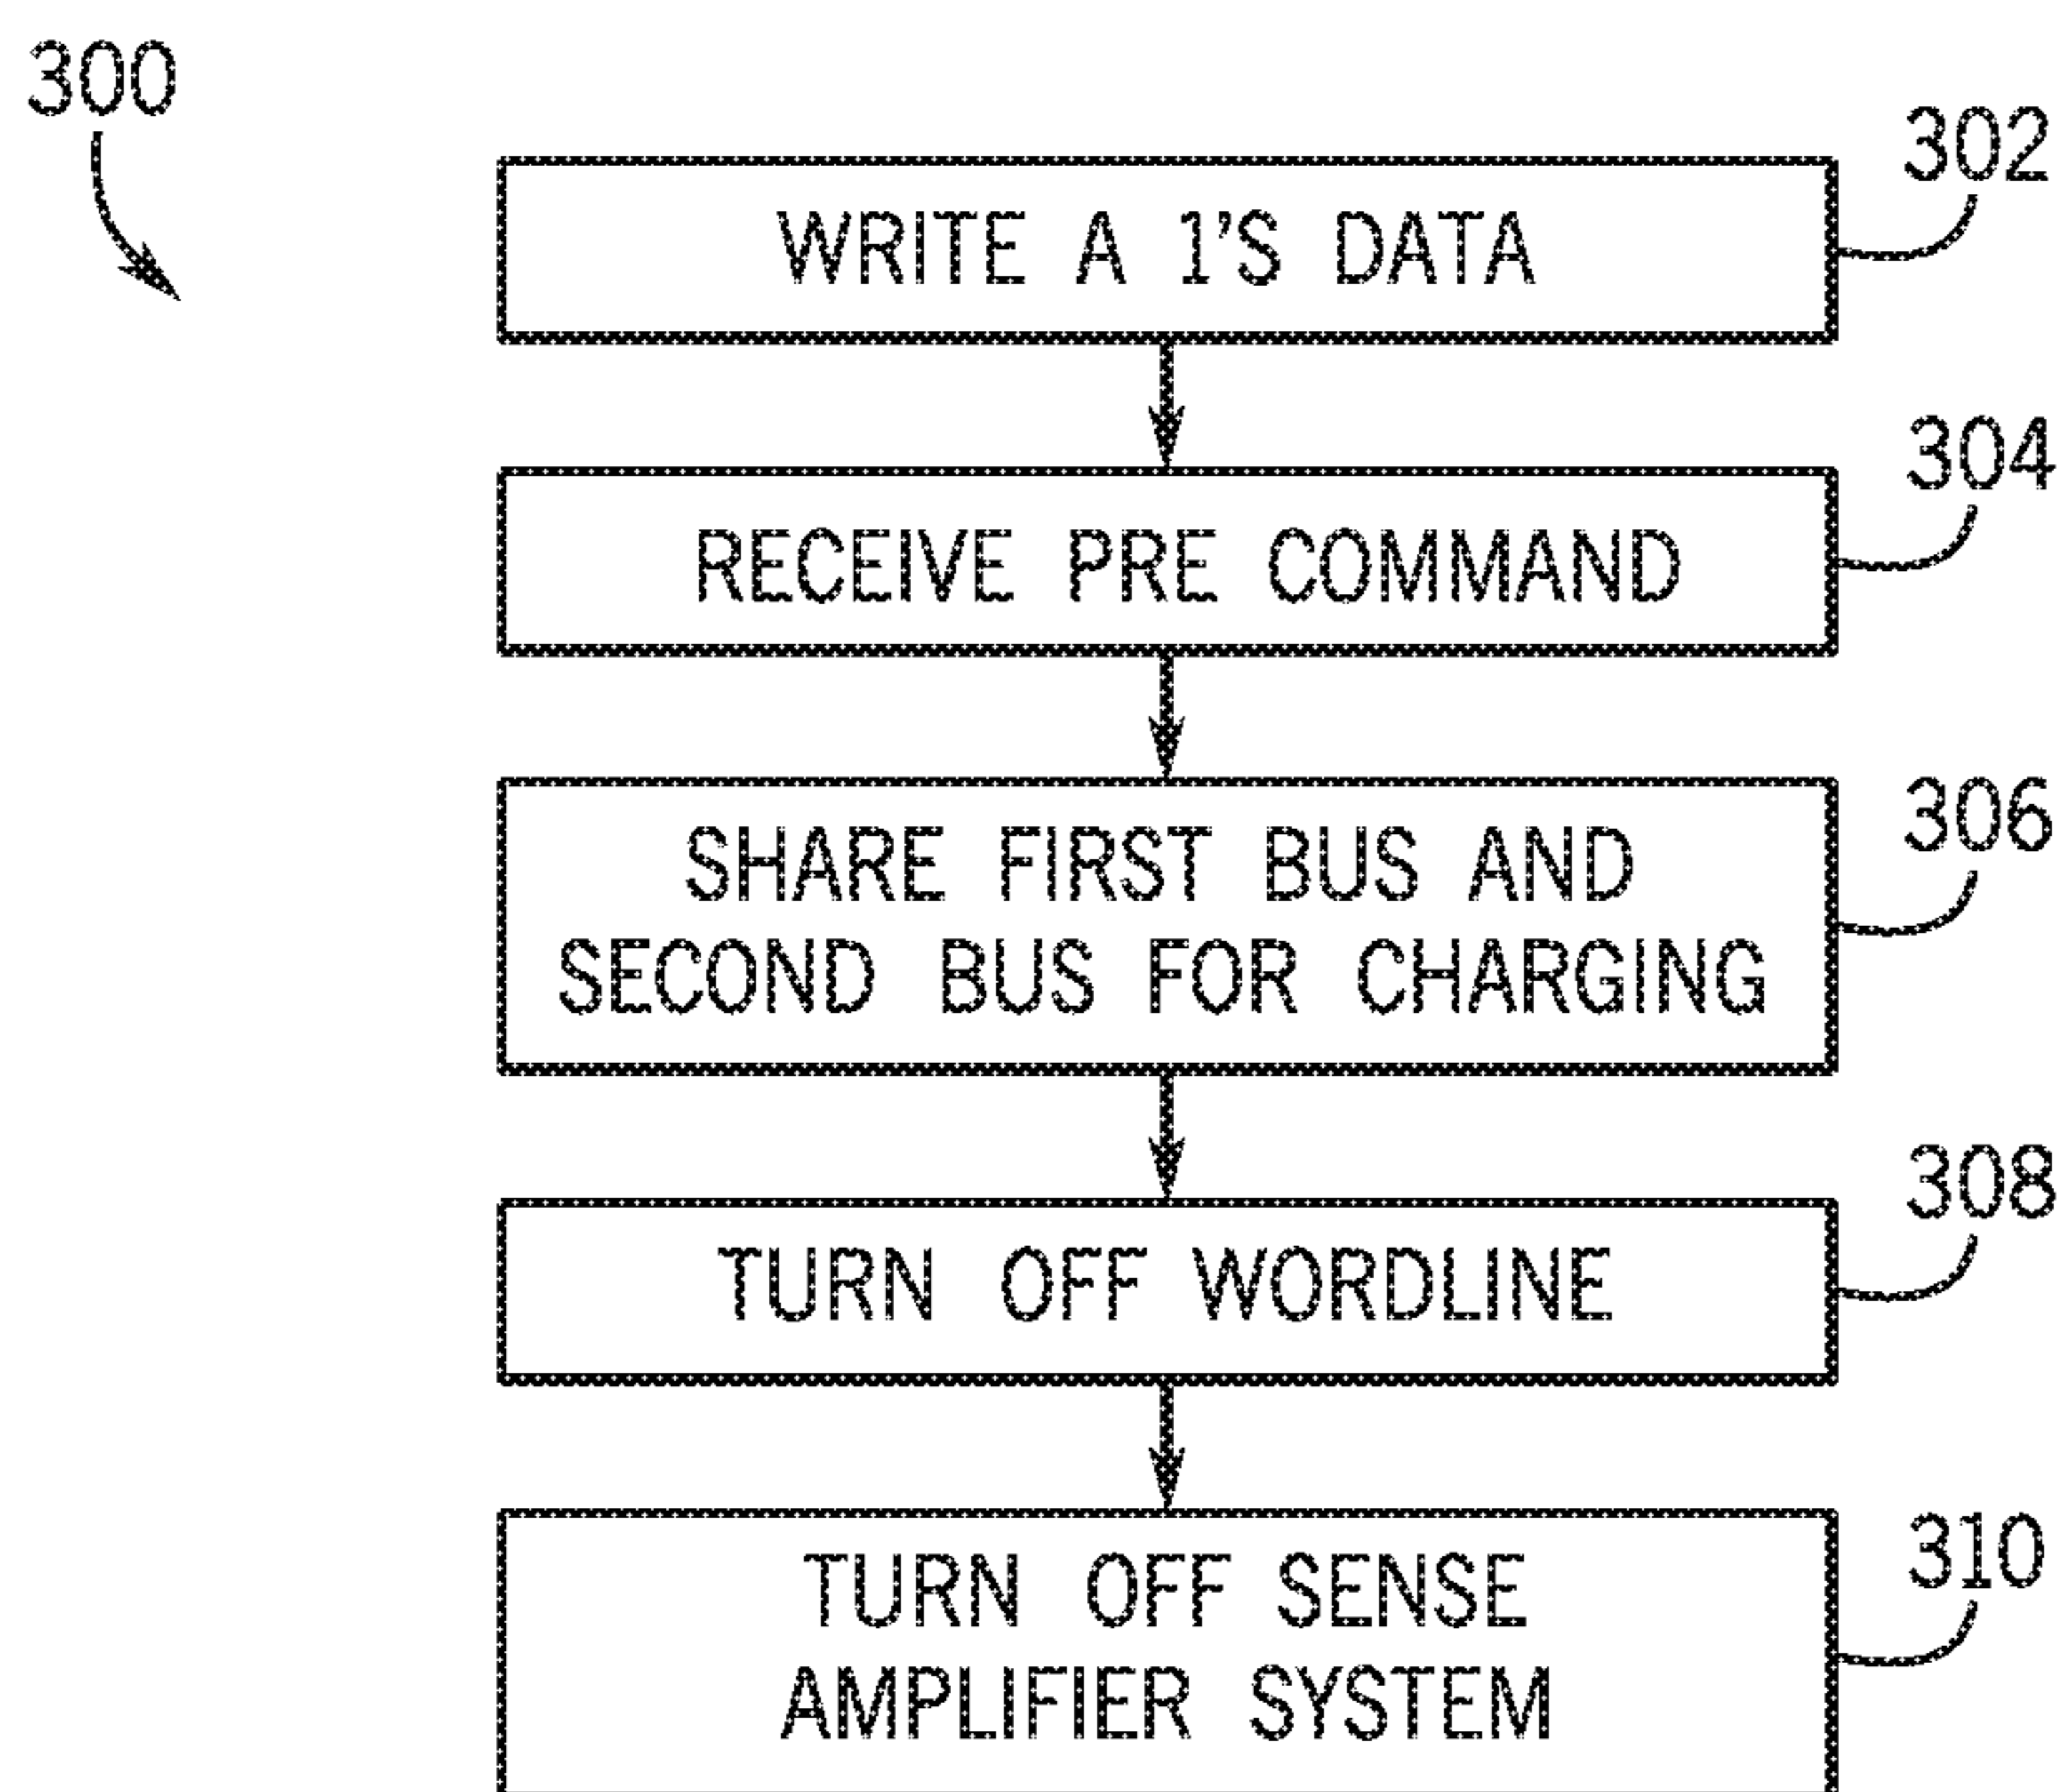 300
302
WRITE A 1'S DATA
304
RECEIVE PRE COMMAND
306
SHARE FIRST BUS AND
SECOND BUS FOR CHARGING
308
TURN OFF WORDLINE
310
TURN OFF SENSE
AMPLIFIER SYSTEM